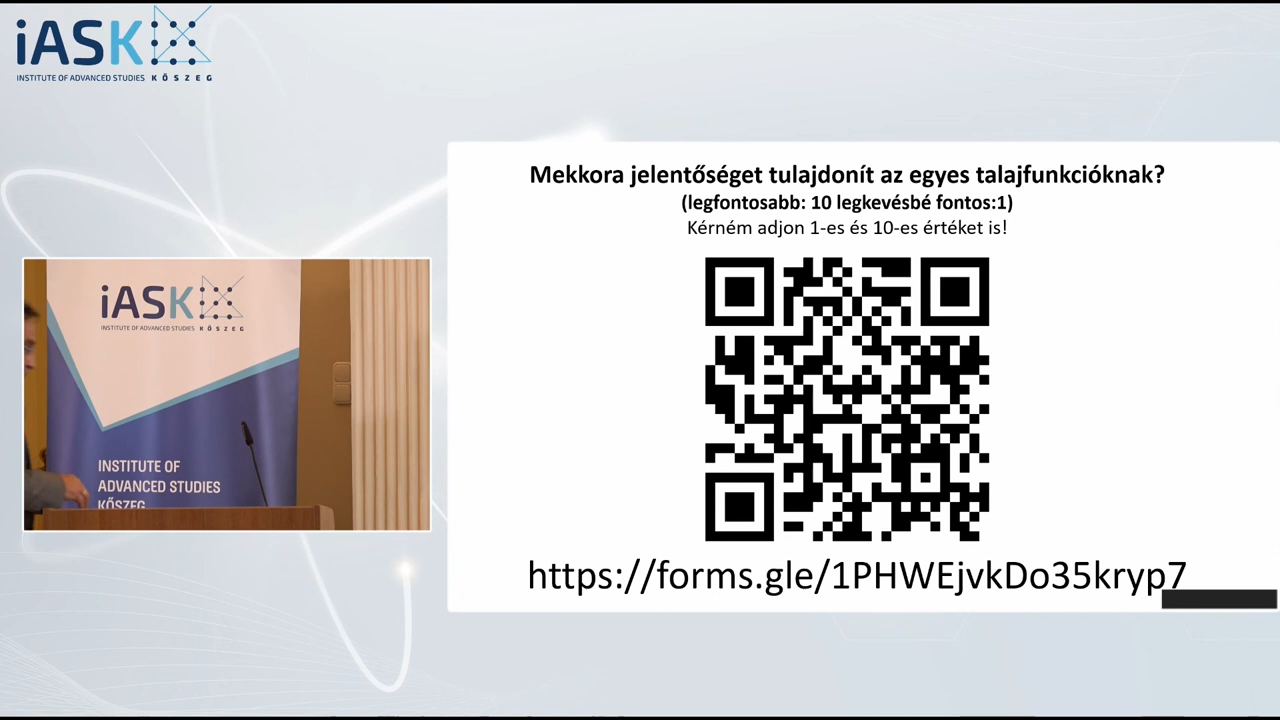 iASK
INSTITUTE OF ADVANCED STUDIES KŐSZEG
Mekkora jelentőséget tulajdonít az egyes talajfunkcióknak?
(legfontosabb: 10 legkevésbé fontos:1)
Kérném adjon 1-es és 10-es értéket is!
iASK
INSTITUTE OF ADVANCED STUDIES KŐSZEG
INSTITUTE OF
ADVANCED STUDIES
KŐSZEG
https://forms.gle/1PHWEjvkDo35kryp7